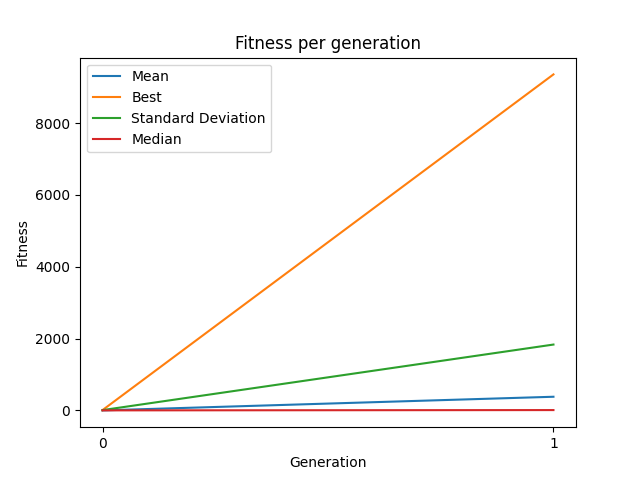 Fitness per generation
Mean
Best
Standard Deviation
Median
8000
6000
4000
2000
0
Fitness
0 1
Generation